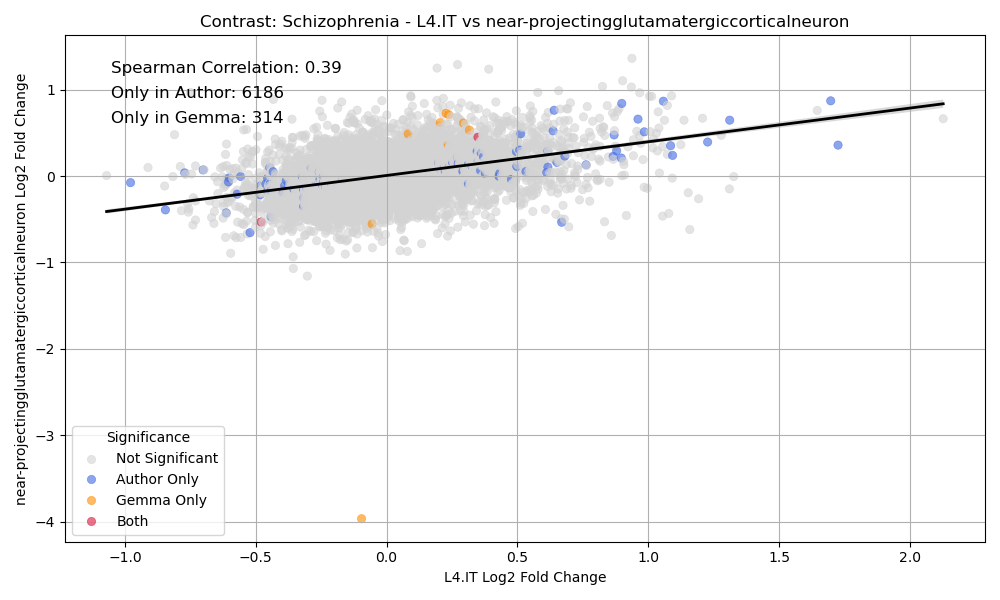 Contrast: Schizophrenia - L4.IT vs near-projectingglutamatergiccorticalneuron
Spearman Correlation: 0.39
Only in Author: 6186
Only in Gemma: 314
near-projectingglutamatergiccorticalneuron Log2 Fold Change
1
0
−1
−2
−3
−4
Significance
Not Significant
Author Only
Gemma Only
Both
−1.0
−0.5
0.0
0.5
1.0
1.5
2.0
L4.IT Log2 Fold Change